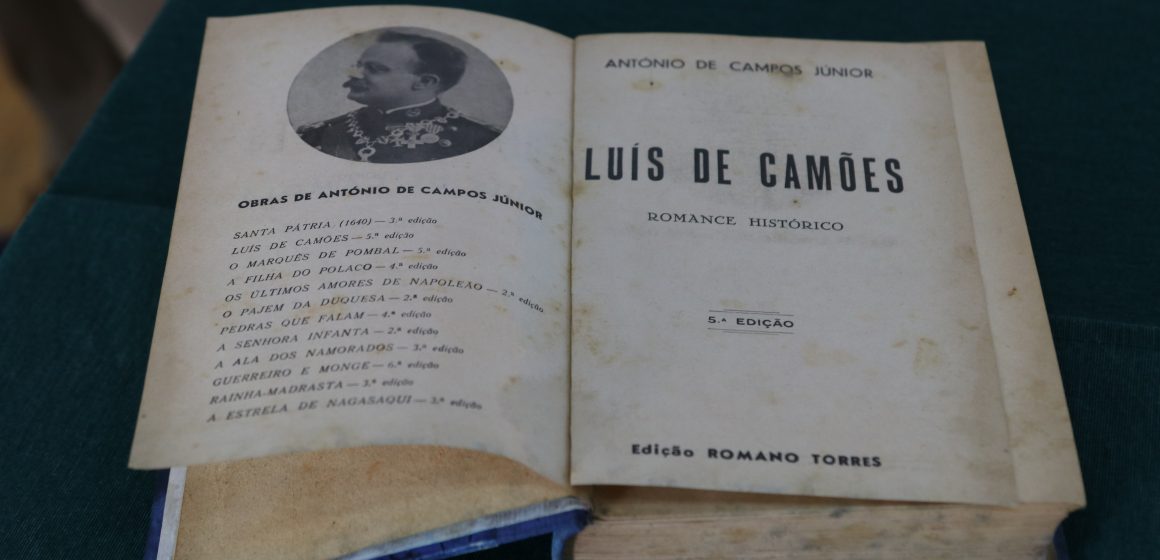 OBRAS DE ANTÓNIO DE CAMPOS JÚNIOR
SANTA PÁTRIA (1640) — 3.ª edição
LUÍS DE CAMÕES — 5.ª edição
O MARQUÊS DE POMBAL — 5.ª edição
A FILHA DO POLACO — 4.ª edição
OS ÚLTIMOS AMORES DE NAPOLEÃO — 2.ª edição
O PAJEM DA DUQUESA — 2.ª edição
PEDRAS QUE FALAM — 4.ª edição
A SENHORA INFANTA — 2.ª edição
A ALA DOS NAMORADOS — 3.ª edição
GUERREIRO E MONGE — 6.ª edição
RAINHA-MADRASTA — 3.ª edição
A ESTRELA DE NAGASAQUI — 3.ª edição
ANTÓNIO DE CAMPOS JÚNIOR
LUÍS DE CAMÕES
ROMANCE HISTÓRICO
5.ª EDIÇÃO
Edição ROMANO TORRES